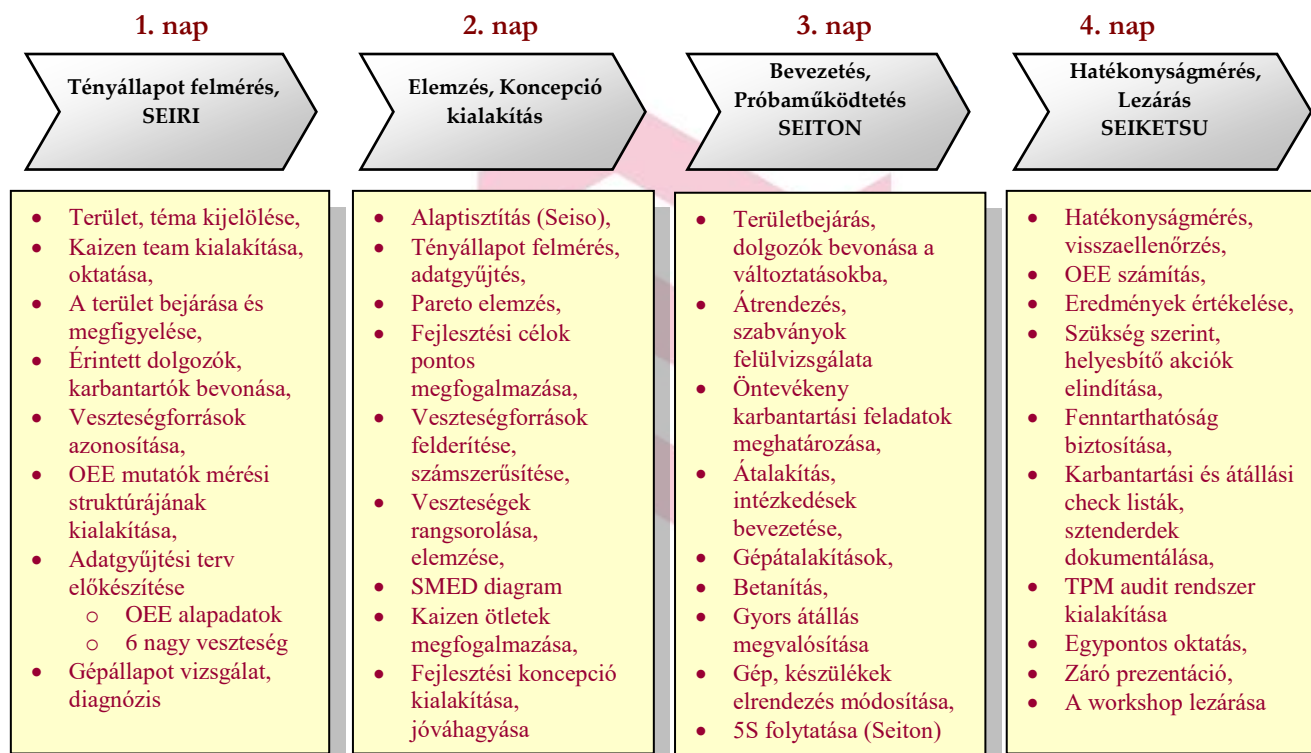 1. nap
Tényállapot felmérés,
SEIRI
• Terület, téma kijelölése,
• Kaizen team kialakítása,
oktatása,
• A terület bejárása és
megfigyelése,
• Érintett dolgozók,
karbantartók bevonása,
• Veszteségforrások
azonosítása,
• OEE mutatók mérési
struktúrájának
kialakítása,
• Adatgyűjtési terv
előkészítése
o OEE alapadatok
o 6 nagy veszteség
• Gépállapot vizsgálat,
diagnózis
2. nap
Elemzés, Koncepció
kialakítás
• Alaptisztítás (Seiso),
• Tényállapot felmérés,
adatgyűjtés,
• Pareto elemzés,
• Fejlesztési célok
pontos
megfogalmazása,
• Veszteségforrások
felderítése,
számszerűsítése,
• Veszteségek
rangsorolása,
elemzése,
• SMED diagram
• Kaizen ötletek
megfogalmazása,
• Fejlesztési koncepció
kialakítása,
jóváhagyása
3. nap
Bevezetés,
Próbaműködtetés
SEITON
• Területbejárás,
dolgozók bevonása a
változtatásokba,
• Átrendezés,
szabványok
felülvizsgálata
• Öntevékeny
karbantartási feladatok
meghatározása,
• Átalakítás,
intézkedések
bevezetése,
• Gépátalakítások,
• Betanítás,
• Gyors átállás
megvalósítása
• Gép, készülékek
elrendezés módosítása,
• 5S folytatása (Seiton)
4. nap
Hatékonyságmérés,
Lezárás
SEIKETSU
• Hatékonyságmérés,
visszaellenőrzés,
• OEE számítás,
• Eredmények értékelése,
• Szükség szerint,
helyesbítő akciók
elindítása,
• Fenntarthatóság
biztosítása,
• Karbantartási és átállási
check listák,
sztenderdek
dokumentálása,
• TPM audit rendszer
kialakítása
• Egypontos oktatás,
• Záró prezentáció,
• A workshop lezárása